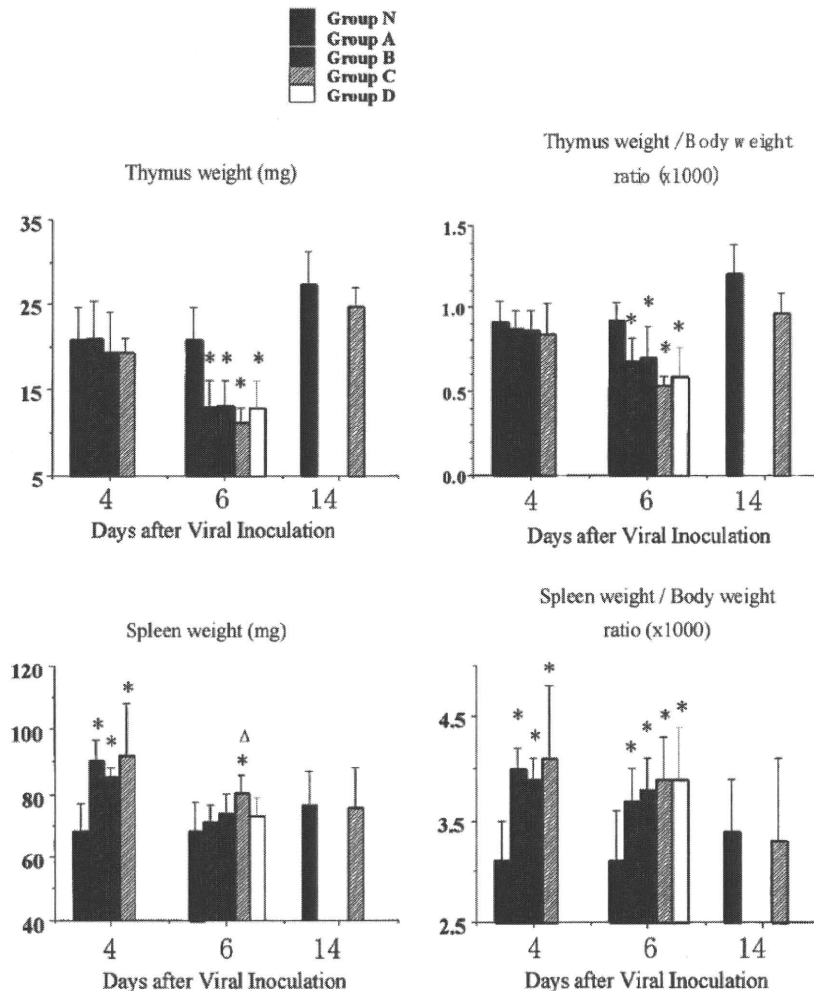 Group N
Group A
Group B
Group C
Group D
Thymus weight (mg)
35
25
15
5
* * * *
4 6 14
Days after Viral Inoculation
Thymus weight /Body weight
ratio (x1000)
1.5
1.0
0.5
0.0
* * * *
4 6 14
Days after Viral Inoculation
Spleen weight (mg)
120
100
80
60
40
* * *
Δ
*
4 6 14
Days after Viral Inoculation
Spleen weight / Body weight
ratio (x1000)
4.5
3.5
2.5
* * * * * * *
4 6 14
Days after Viral Inoculation